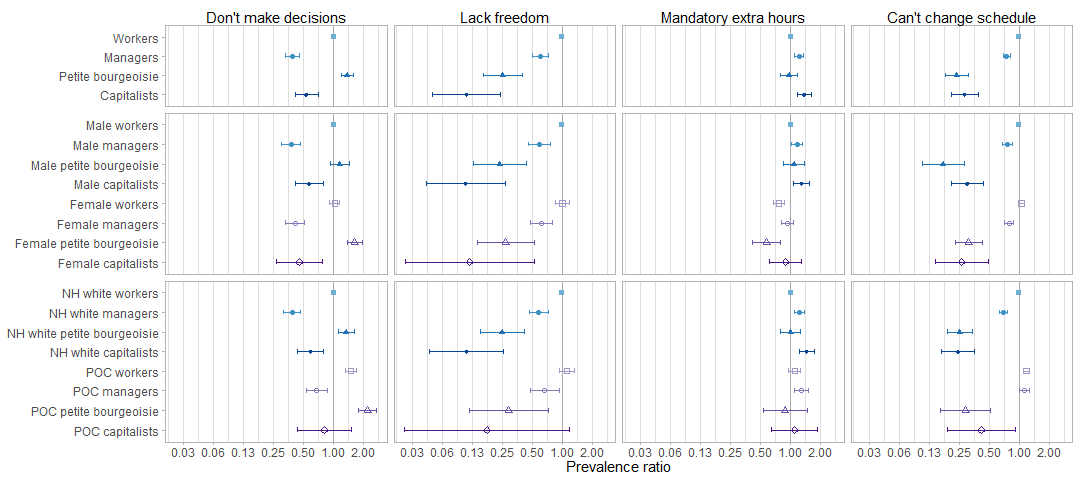 Don't make decisions Lack freedom Mandatory extra hours Can't change schedule
Workers
Managers
Petite bourgeoisie
Capitalists
Male workers
Male managers
Male petite bourgeoisie
Male capitalists
Female workers
Female managers
Female petite bourgeoisie
Female capitalists
NH white workers
NH white managers
NH white petite bourgeoisie
NH white capitalists
POC workers
POC managers
POC petite bourgeoisie
POC capitalists
0.03 0.06 0.13 0.25 0.50 1.00 2.00 0.03 0.06 0.13 0.25 0.50 1.00 2.00 0.03 0.06 0.13 0.25 0.50 1.00 2.00 0.03 0.06 0.13 0.25 0.50 1.00 2.00
Prevalence ratio